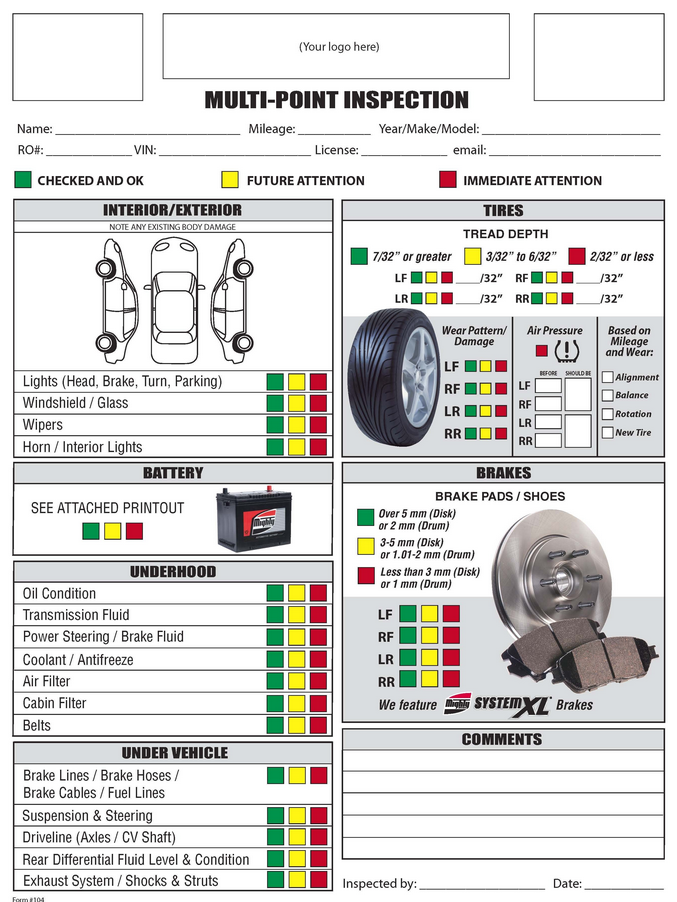 (Your logo here)
MULTI-POINT INSPECTION
Name: ____________ Mileage: ____________ Year/Make/Model: ____________
RO#: ____________ VIN: ____________ License: ____________ email: ____________
CHECKED AND OK FUTURE ATTENTION IMMEDIATE ATTENTION
INTERIOR/EXTERIOR
NOTE ANY EXISTING BODY DAMAGE
Lights (Head, Brake, Turn, Parking)
Windshield / Glass
Wipers
Horn / Interior Lights
BATTERY
SEE ATTACHED PRINTOUT
Mighty
UNDERHOOD
Oil Condition
Transmission Fluid
Power Steering / Brake Fluid
Coolant / Antifreeze
Air Filter
Cabin Filter
Belts
UNDER VEHICLE
Brake Lines / Brake Hoses /
Brake Cables / Fuel Lines
Suspension & Steering
Driveline (Axles / CV Shaft)
Rear Differential Fluid Level & Condition
Exhaust System / Shocks & Struts
Form #104
TIRES
TREAD DEPTH
7/32” or greater 3/32” to 6/32” 2/32” or less
LF ____/32” RF ____/32”
LR ____/32” RR ____/32”
Wear Pattern/
Damage
LF
RF
LR
RR
Air Pressure
BEFORE SHOULD BE
LF
RF
LR
RR
Based on
Mileage
and Wear:
Alignment
Balance
Rotation
New Tire
BRAKES
BRAKE PADS / SHOES
Over 5 mm (Disk)
or 2 mm (Drum)
3-5 mm (Disk)
or 1.01-2 mm (Drum)
Less than 3 mm (Disk)
or 1 mm (Drum)
LF
RF
LR
RR
We feature Mighty SYSTEM XL Brakes
COMMENTS
Inspected by: ____________ Date: ____________